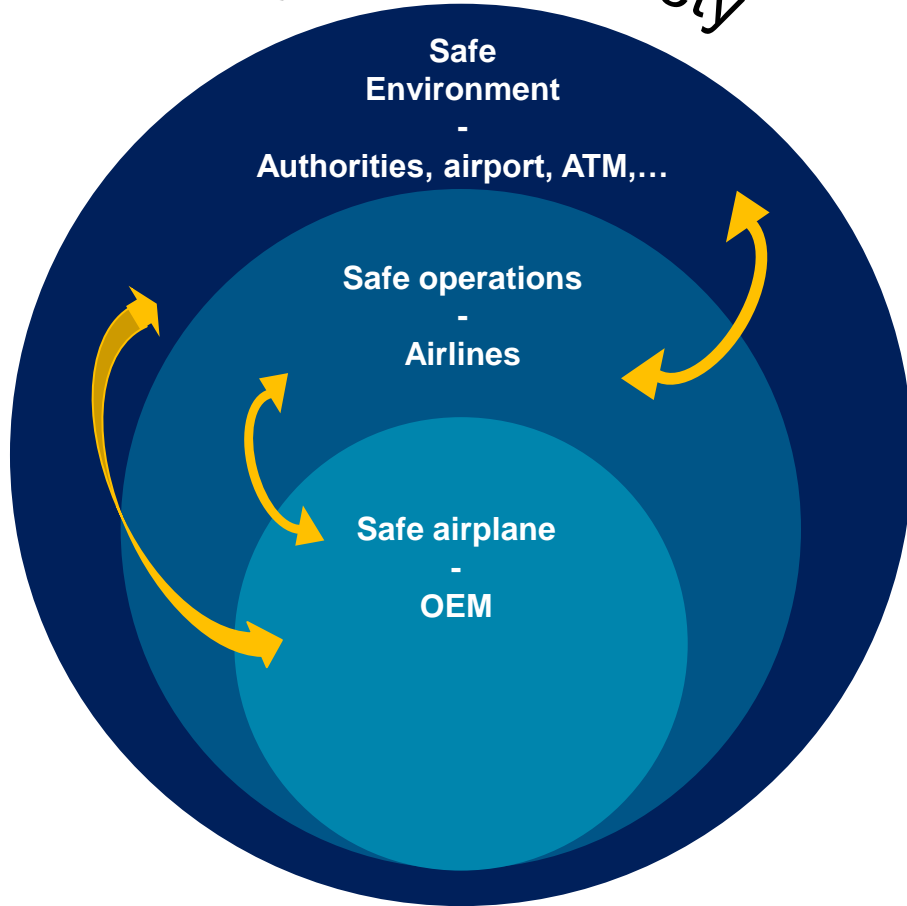 Safe
Environment
-
Authorities, airport, ATM,…
Safe operations
-
Airlines
Safe airplane
-
OEM